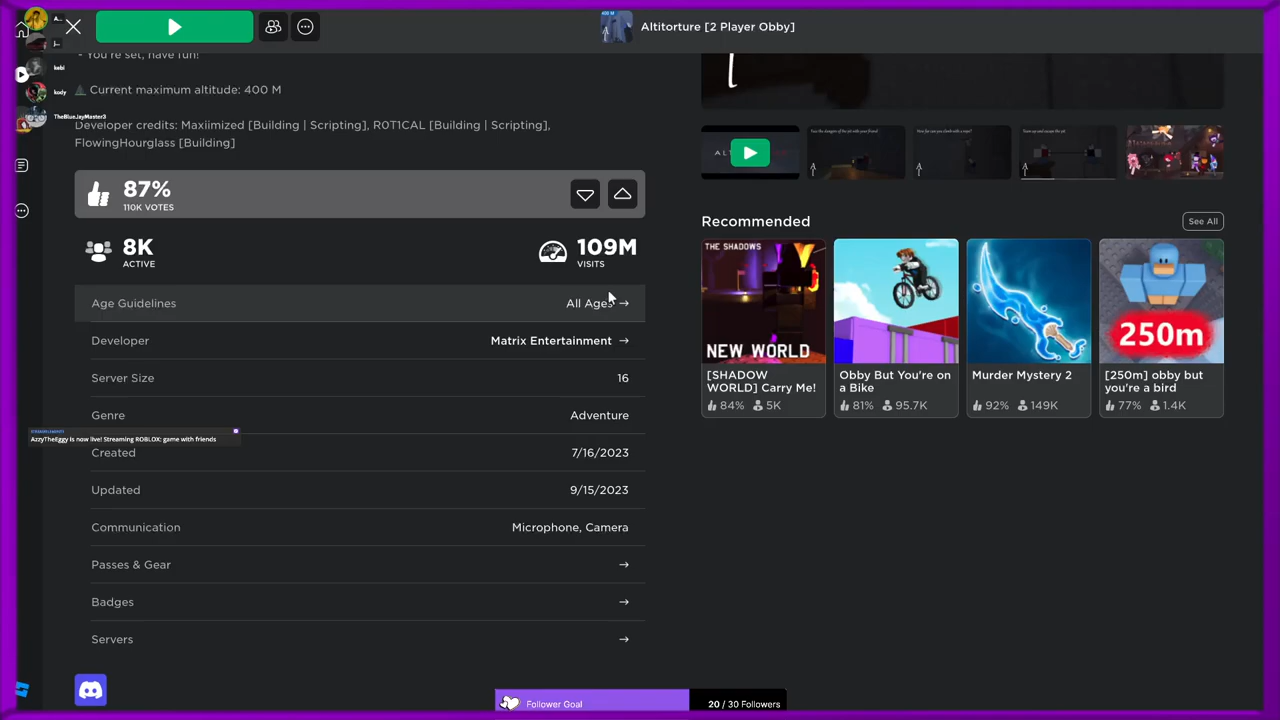 Altitorture [2 Player Obby]
A..
J...
kebi
kody
TheBlueJayMaster3
- You're set, have fun!
Current maximum altitude: 400 M
Developer credits: Maxiimized [Building | Scripting], R0T1CAL [Building | Scripting],
FlowingHourglass [Building]
87%
110K VOTES
8K
ACTIVE
109M
VISITS
Age Guidelines
All Ages →
Developer
Matrix Entertainment →
Server Size
16
Genre
Adventure
AzzyTheEggy is now live! Streaming ROBLOX: game with friends
Created
7/16/2023
Updated
9/15/2023
Communication
Microphone, Camera
Passes & Gear →
Badges →
Servers →
Follower Goal
20 / 30 Followers
Recommended
See All
THE SHADOWS
NEW WORLD
[SHADOW
WORLD] Carry Me!
84% 5K
Obby But You're on
a Bike
81% 95.7K
Murder Mystery 2
92% 149K
250m
[250m] obby but
you're a bird
77% 1.4K